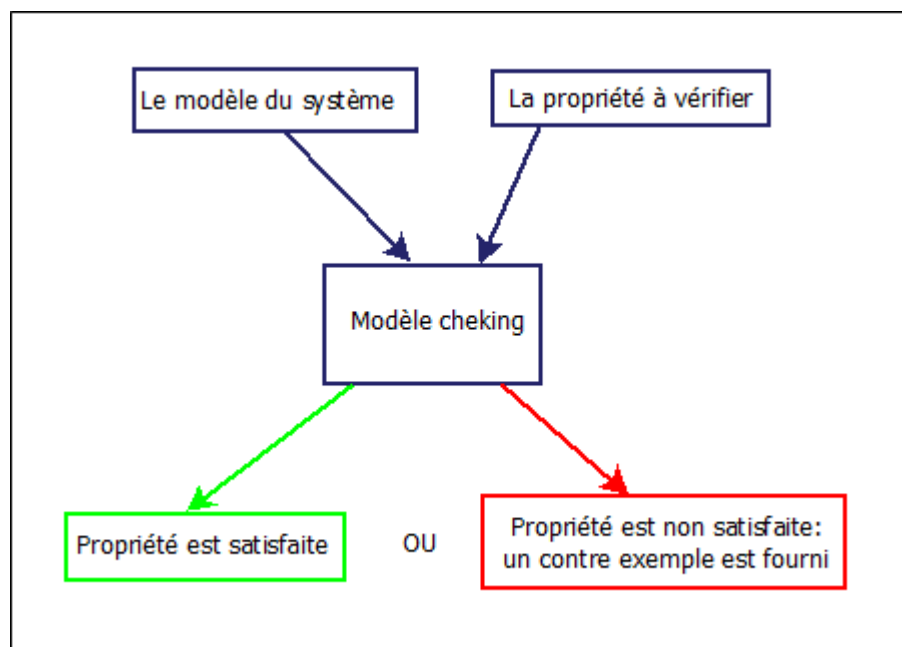 Le modèle du système
La propriété à vérifier
Modèle cheking
Propriété est satisfaite
OU
Propriété est non satisfaite:
un contre exemple est fourni